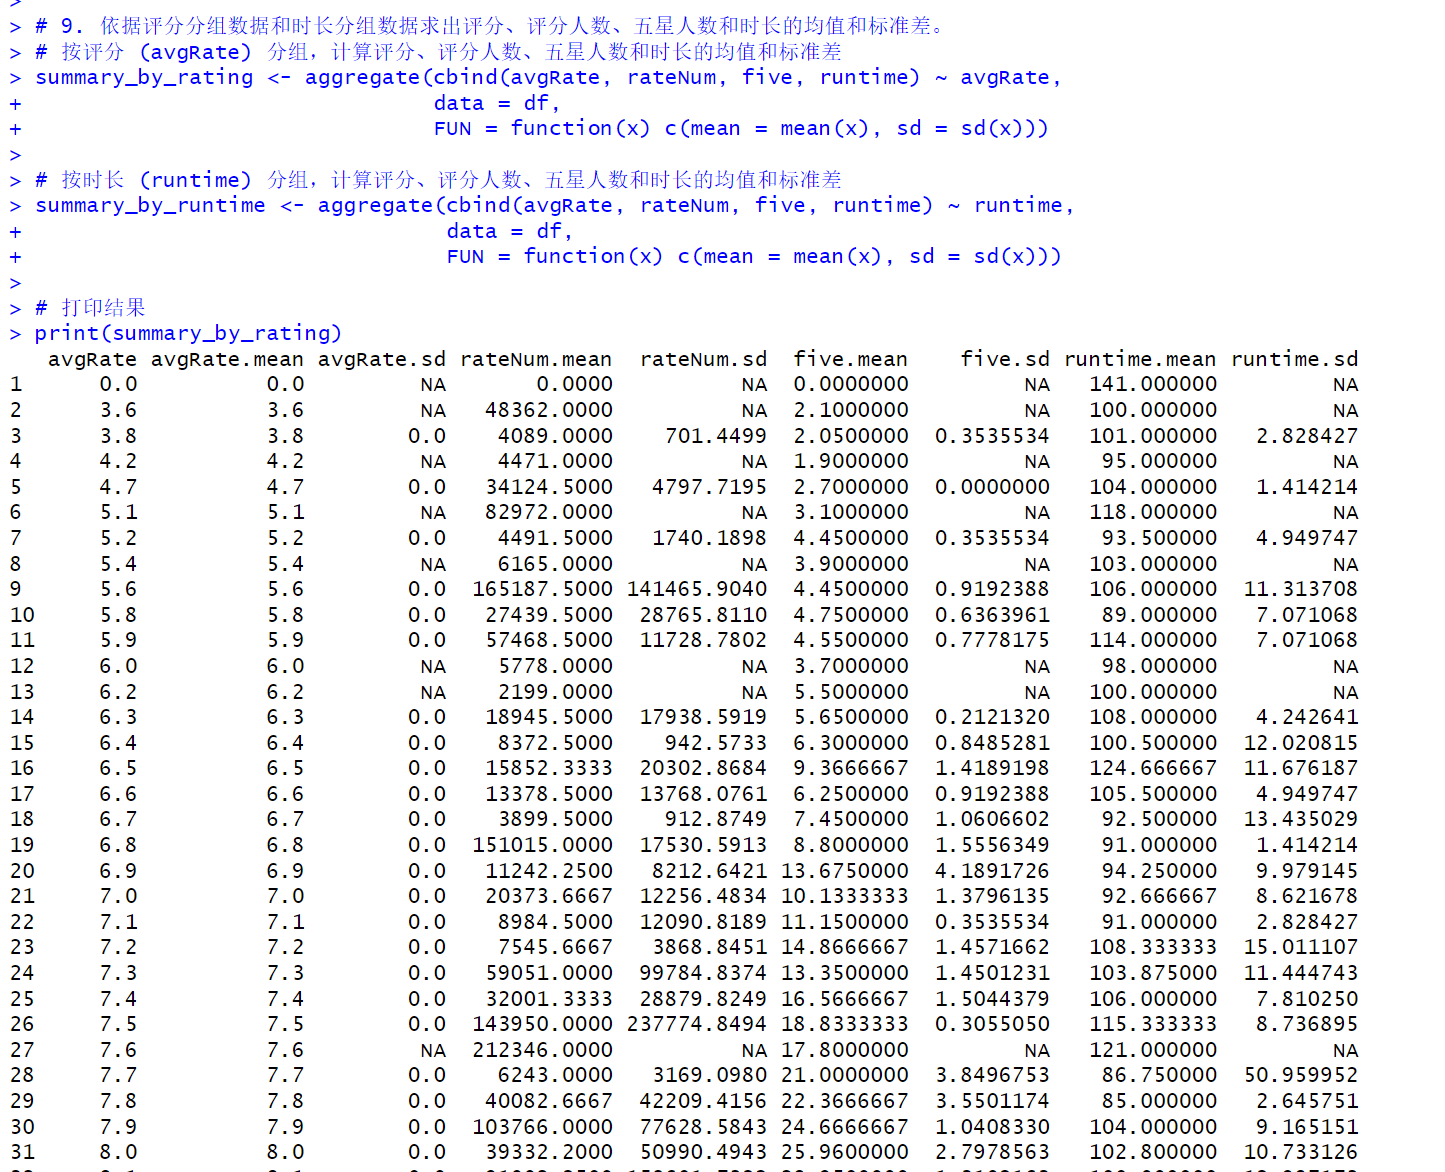 >
> # 9. 依据评分分组数据和时长分组数据求出评分、评分人数、五星人数和时长的均值和标准差。
> # 按评分 (avgRate) 分组，计算评分、评分人数、五星人数和时长的均值和标准差
> summary_by_rating <- aggregate(cbind(avgRate, rateNum, five, runtime) ~ avgRate,
+                                 data = df,
+                                 FUN = function(x) c(mean = mean(x), sd = sd(x)))
>
> # 按时长 (runtime) 分组，计算评分、评分人数、五星人数和时长的均值和标准差
> summary_by_runtime <- aggregate(cbind(avgRate, rateNum, five, runtime) ~ runtime,
+                                  data = df,
+                                  FUN = function(x) c(mean = mean(x), sd = sd(x)))
>
> # 打印结果
> print(summary_by_rating)
avgRate avgRate.mean avgRate.sd rateNum.mean rateNum.sd five.mean five.sd runtime.mean runtime.sd
1 0.0 0.0 NA 0.0000 NA 0.0000000 NA 141.000000 NA
2 3.6 3.6 NA 48362.0000 NA 2.1000000 NA 100.000000 NA
3 3.8 3.8 0.0 4089.0000 701.4499 2.0500000 0.3535534 101.000000 2.828427
4 4.2 4.2 NA 4471.0000 NA 1.9000000 NA 95.000000 NA
5 4.7 4.7 0.0 34124.5000 4797.7195 2.7000000 0.0000000 104.000000 1.414214
6 5.1 5.1 NA 82972.0000 NA 3.1000000 NA 118.000000 NA
7 5.2 5.2 0.0 4491.5000 1740.1898 4.4500000 0.3535534 93.500000 4.949747
8 5.4 5.4 NA 6165.0000 NA 3.9000000 NA 103.000000 NA
9 5.6 5.6 0.0 165187.5000 141465.9040 4.4500000 0.9192388 106.000000 11.313708
10 5.8 5.8 0.0 27439.5000 28765.8110 4.7500000 0.6363961 89.000000 7.071068
11 5.9 5.9 0.0 57468.5000 11728.7802 4.5500000 0.7778175 114.000000 7.071068
12 6.0 6.0 NA 5778.0000 NA 3.7000000 NA 98.000000 NA
13 6.2 6.2 NA 2199.0000 NA 5.5000000 NA 100.000000 NA
14 6.3 6.3 0.0 18945.5000 17938.5919 5.6500000 0.2121320 108.000000 4.242641
15 6.4 6.4 0.0 8372.5000 942.5733 6.3000000 0.8485281 100.500000 12.020815
16 6.5 6.5 0.0 15852.3333 20302.8684 9.3666667 1.4189198 124.666667 11.676187
17 6.6 6.6 0.0 13378.5000 13768.0761 6.2500000 0.9192388 105.500000 4.949747
18 6.7 6.7 0.0 3899.5000 912.8749 7.4500000 1.0606602 92.500000 13.435029
19 6.8 6.8 0.0 151015.0000 17530.5913 8.8000000 1.5556349 91.000000 1.414214
20 6.9 6.9 0.0 11242.2500 8212.6421 13.6750000 4.1891726 94.250000 9.979145
21 7.0 7.0 0.0 20373.6667 12256.4834 10.1333333 1.3796135 92.666667 8.621678
22 7.1 7.1 0.0 8984.5000 12090.8189 11.1500000 0.3535534 91.000000 2.828427
23 7.2 7.2 0.0 7545.6667 3868.8451 14.8666667 1.4571662 108.333333 15.011107
24 7.3 7.3 0.0 59051.0000 99784.8374 13.3500000 1.4501231 103.875000 11.444743
25 7.4 7.4 0.0 32001.3333 28879.8249 16.5666667 1.5044379 106.000000 7.810250
26 7.5 7.5 0.0 143950.0000 237774.8494 18.8333333 0.3055050 115.333333 8.736895
27 7.6 7.6 NA 212346.0000 NA 17.8000000 NA 121.000000 NA
28 7.7 7.7 0.0 6243.0000 3169.0980 21.0000000 3.8496753 86.750000 50.959952
29 7.8 7.8 0.0 40082.6667 42209.4156 22.3666667 3.5501174 85.000000 2.645751
30 7.9 7.9 0.0 103766.0000 77628.5843 24.6666667 1.0408330 104.000000 9.165151
31 8.0 8.0 0.0 39332.2000 50990.4943 25.9600000 2.7978563 102.800000 10.733126